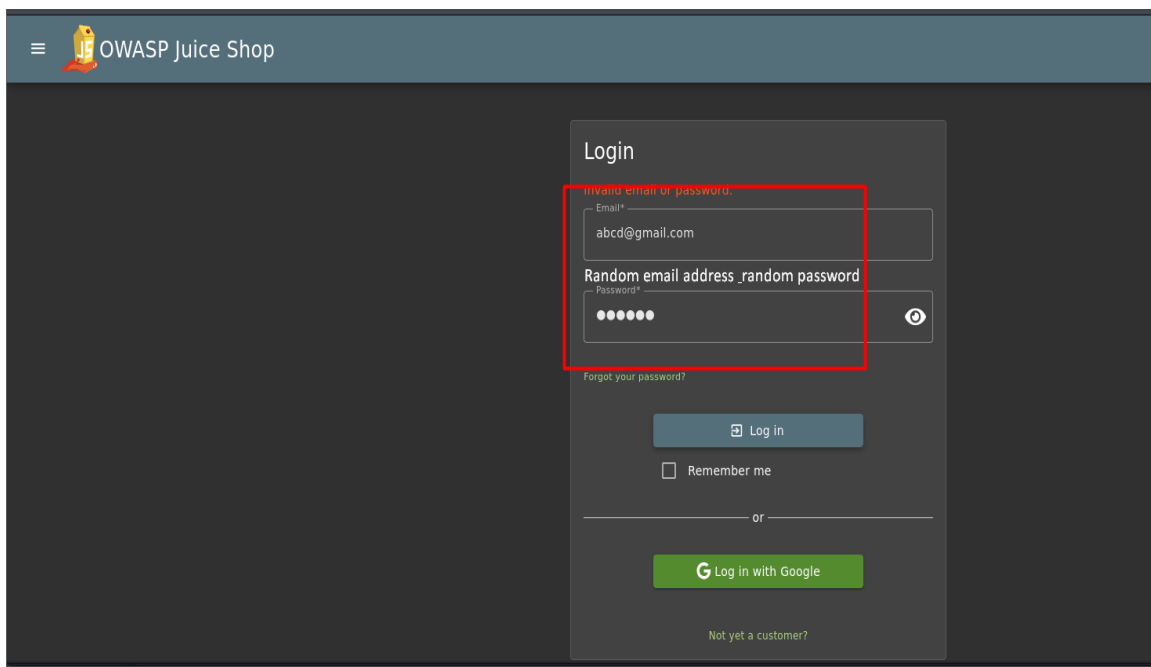 OWASP Juice Shop
Login
Invalid email or password.
Email*
abcd@gmail.com
Random email address _random password
Password*
Forgot your password?
Log in
Remember me
or
G Log in with Google
Not yet a customer?